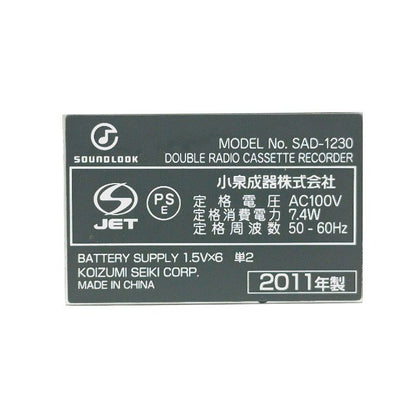 SOUNDLOOK
MODEL No. SAD-1230
DOUBLE RADIO CASSETTE RECORDER
S
JET
PS
E
小泉成器株式会社
定格電圧 AC100V
定格消費電力 7.4W
定格周波数 50-60Hz
BATTERY SUPPLY 1.5V×6 単2
KOIZUMI SEIKI CORP.
MADE IN CHINA
2011年製